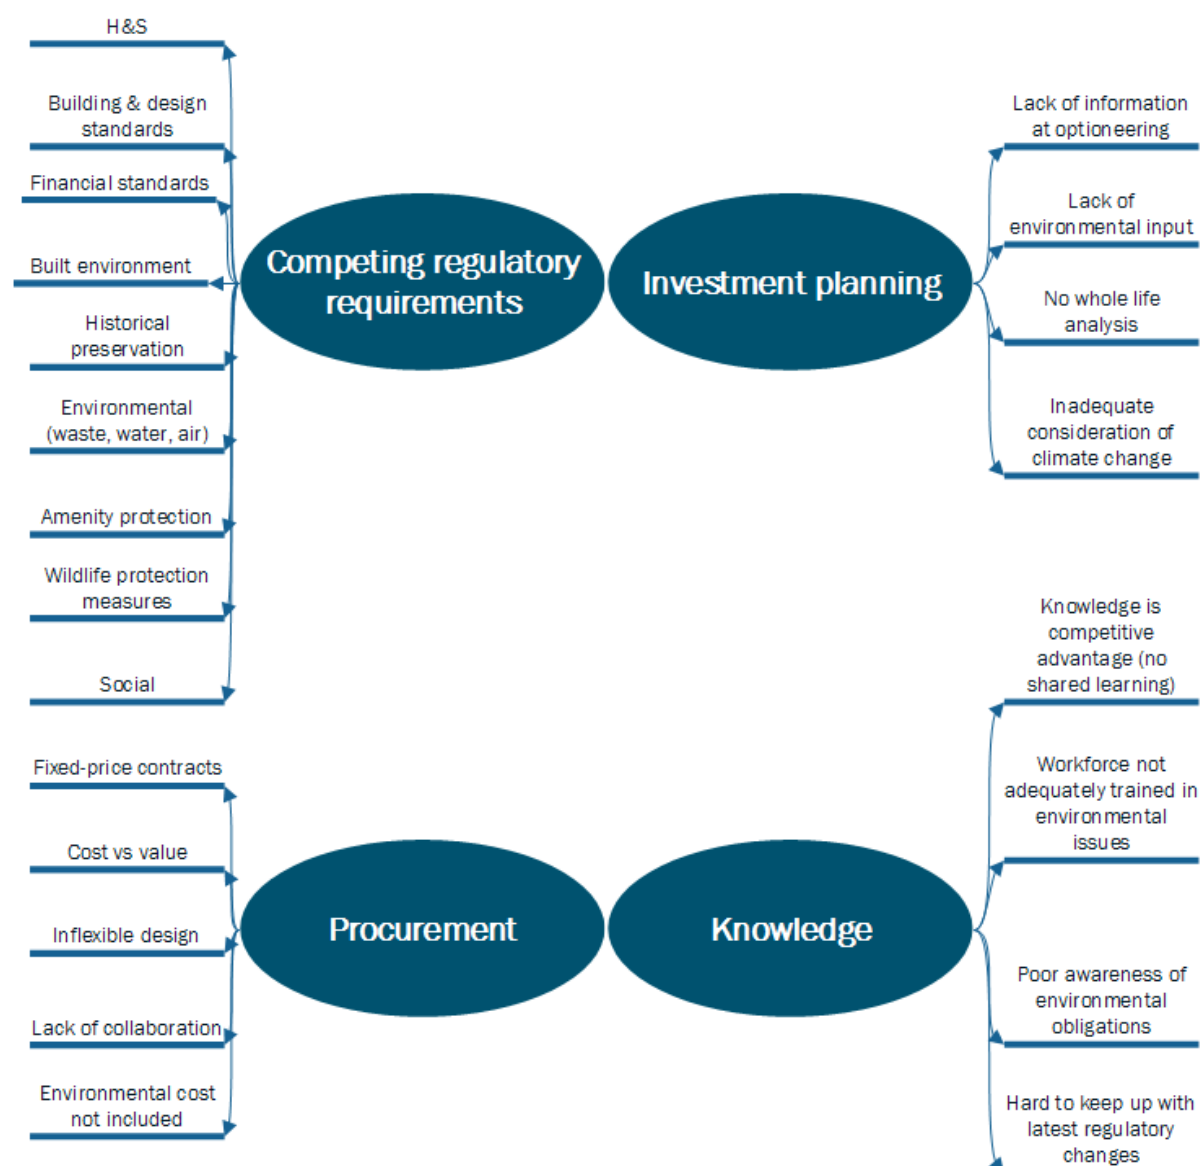 H&S
Building & design
standards
Financial standards
Built environment
Historical
preservation
Environmental
(waste, water, air)
Amenity protection
Wildlife protection
measures
Social
Competing regulatory
requirements
Investment planning
Lack of information
at optioneering
Lack of
environmental input
No whole life
analysis
Inadequate
consideration of
climate change
Fixed-price contracts
Cost vs value
Inflexible design
Lack of collaboration
Environmental cost
not included
Procurement
Knowledge
Knowledge is
competitive
advantage (no
shared learning)
Workforce not
adequately trained in
environmental
issues
Poor awareness of
environmental
obligations
Hard to keep up with
latest regulatory
changes